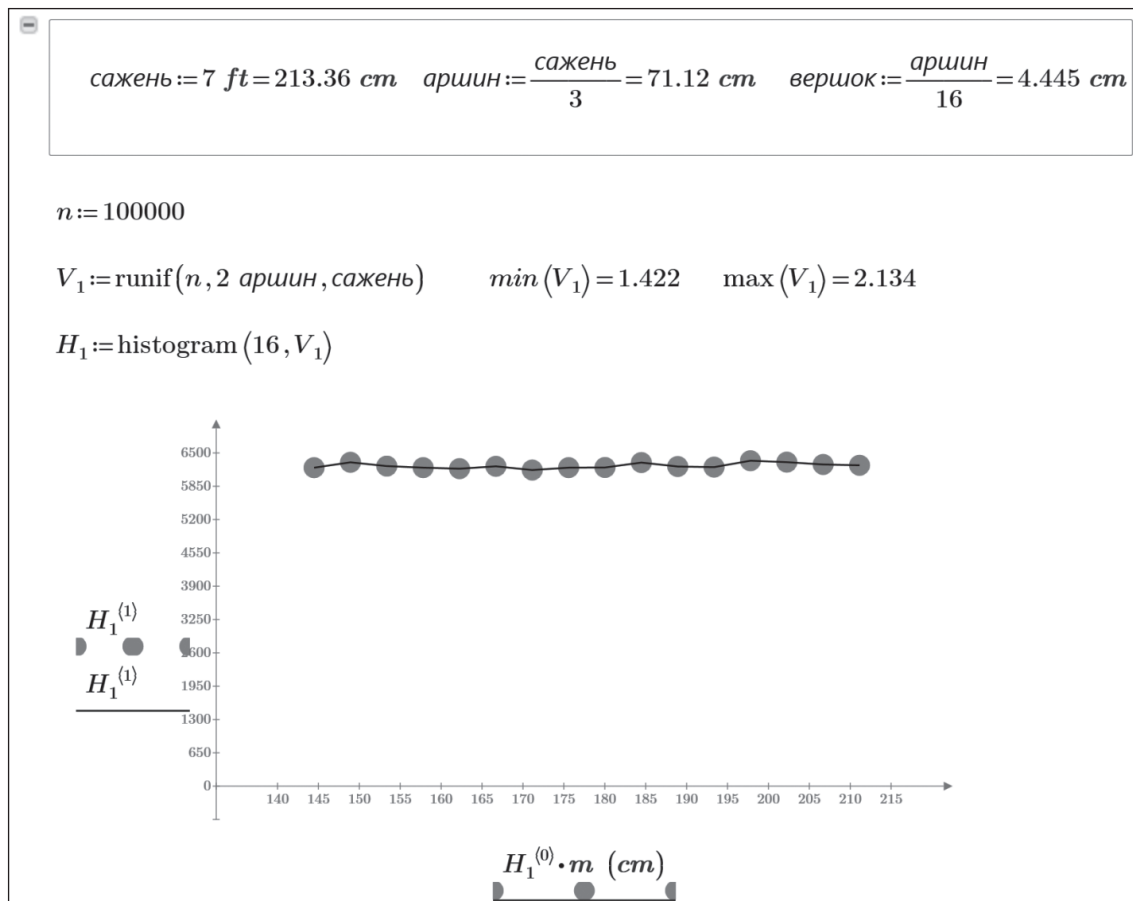 сажень:=7 ft=213.36 cm аршин:=сажень/3=71.12 cm вершок:=аршин/16=4.445 cm
n:=100000
V₁:=runif(n,2 аршин,сажень) min(V₁)=1.422 max(V₁)=2.134
H₁:=histogram(16,V₁)
6500
5850
5200
4550
3900
3250
2600
1950
1300
650
0
H₁⟨1⟩
H₁⟨1⟩
140 145 150 155 160 165 170 175 180 185 190 195 200 205 210 215
H₁⟨0⟩·m (cm)